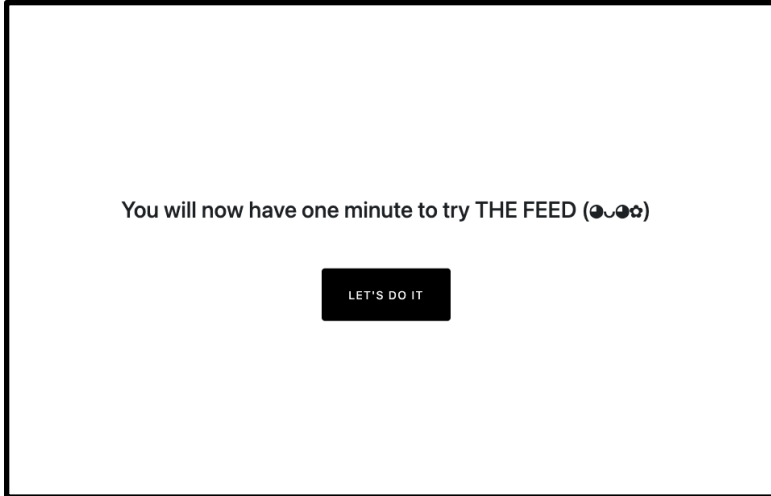 You will now have one minute to try THE FEED (◕◡◕✿)
LET'S DO IT